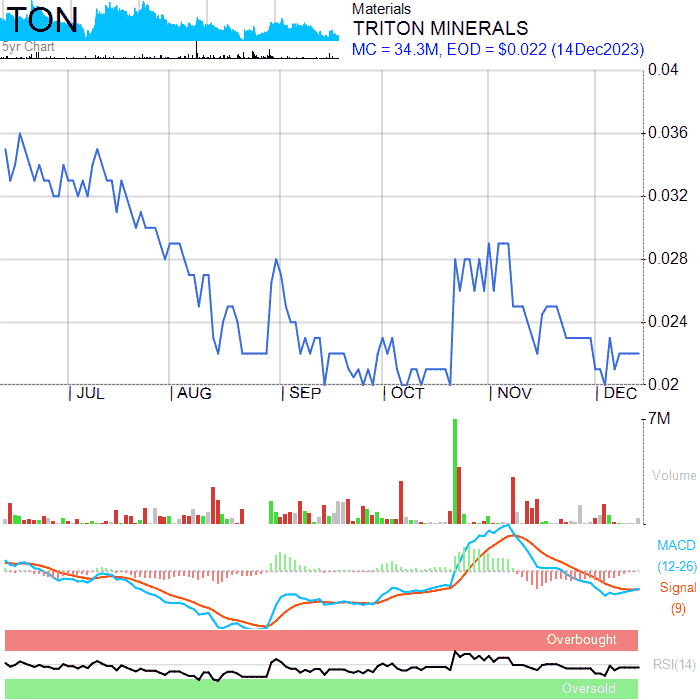 TON
5yr Chart
Materials
TRITON MINERALS
MC = 34.3M, EOD = $0.022 (14Dec2023)
0.04
0.036
0.032
0.028
0.024
0.02
JUL AUG SEP OCT NOV DEC
7M
Volume
MACD
(12-26)
Signal
(9)
Overbought
RSI(14)
Oversold